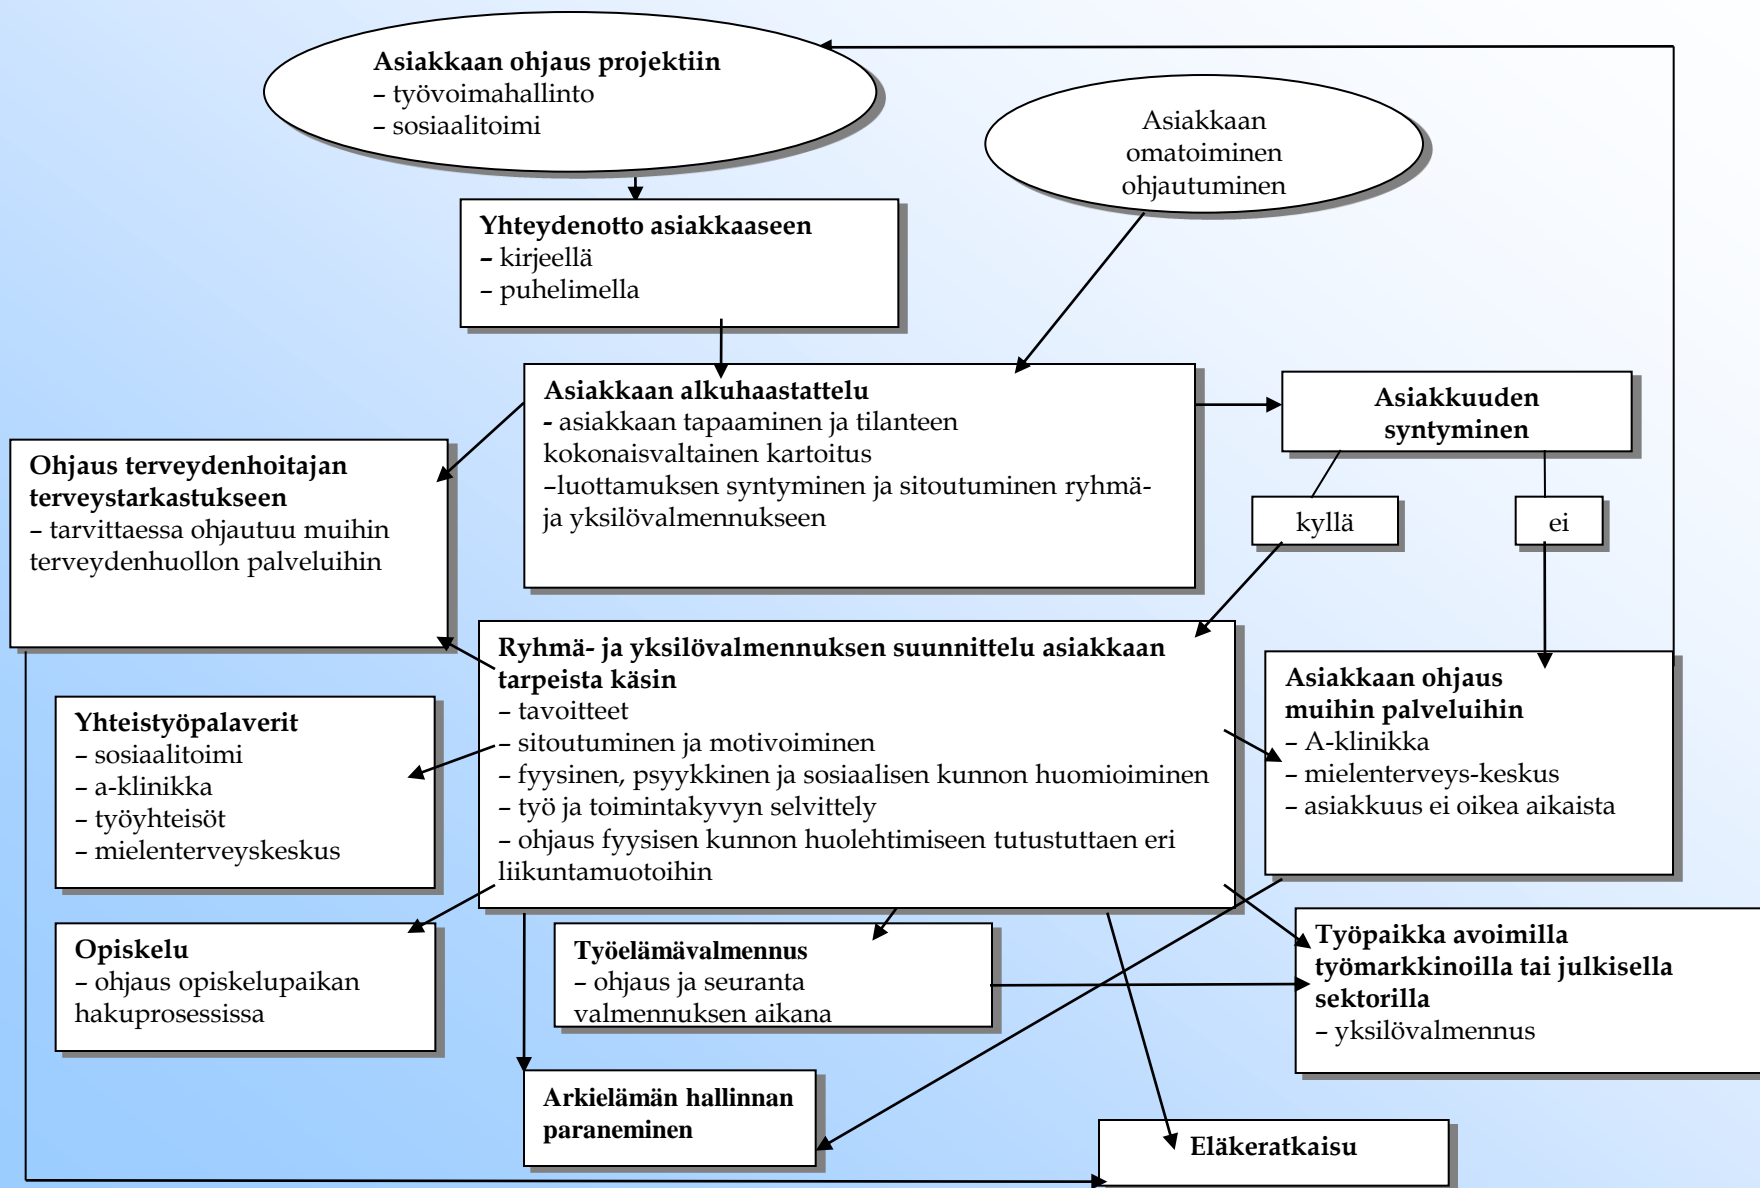 Asiakkaan ohjaus projektiin
– työvoimahallinto
– sosiaalitoimi
Asiakkaan
omatoiminen
ohjautuminen
Yhteydenotto asiakkaaseen
– kirjeellä
– puhelimella
Asiakkaan alkuhaastattelu
- asiakkaan tapaaminen ja tilanteen
kokonaisvaltainen kartoitus
–luottamuksen syntyminen ja sitoutuminen ryhmä-
ja yksilövalmennukseen
Asiakkuuden
syntyminen
kyllä
ei
Ohjaus terveydenhoitajan
terveystarkastukseen
– tarvittaessa ohjautuu muihin
terveydenhuollon palveluihin
Ryhmä- ja yksilövalmennuksen suunnittelu asiakkaan
tarpeista käsin
– tavoitteet
– sitoutuminen ja motivoiminen
– fyysinen, psyykkinen ja sosiaalisen kunnon huomioiminen
– työ ja toimintakyvyn selvittely
– ohjaus fyysisen kunnon huolehtimiseen tutustuttaen eri
liikuntamuotoihin
Asiakkaan ohjaus
muihin palveluihin
– A-klinikka
– mielenterveys-keskus
– asiakkuus ei oikea aikaista
Yhteistyöpalaverit
– sosiaalitoimi
– a-klinikka
– työyhteisöt
– mielenterveyskeskus
Opiskelu
– ohjaus opiskelupaikan
hakuprosessissa
Työelämävalmennus
– ohjaus ja seuranta
valmennuksen aikana
Työpaikka avoimilla
työmarkkinoilla tai julkisella
sektorilla
– yksilövalmennus
Arkielämän hallinnan
paraneminen
Eläkeratkaisu